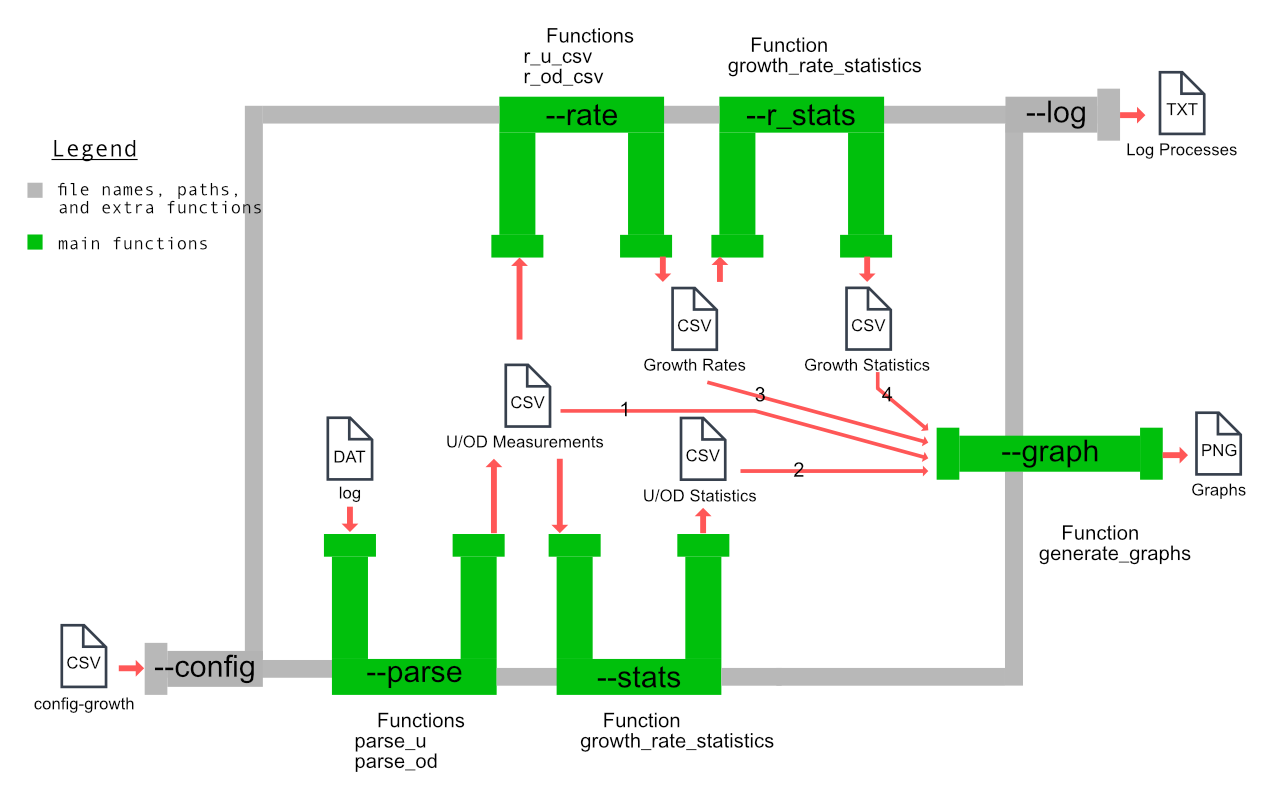 Functions
r_u_csv
r_od_csv
Function
growth_rate_statistics
--rate
--r_stats
--log
TXT
Log Processes
Legend
file names, paths,
and extra functions
main functions
CSV
Growth Rates
CSV
Growth Statistics
3
4
1
CSV
U/OD Measurements
DAT
log
CSV
U/OD Statistics
2
--graph
PNG
Graphs
Function
generate_graphs
CSV
config-growth
--config
--parse
--stats
Functions
parse_u
parse_od
Function
growth_rate_statistics